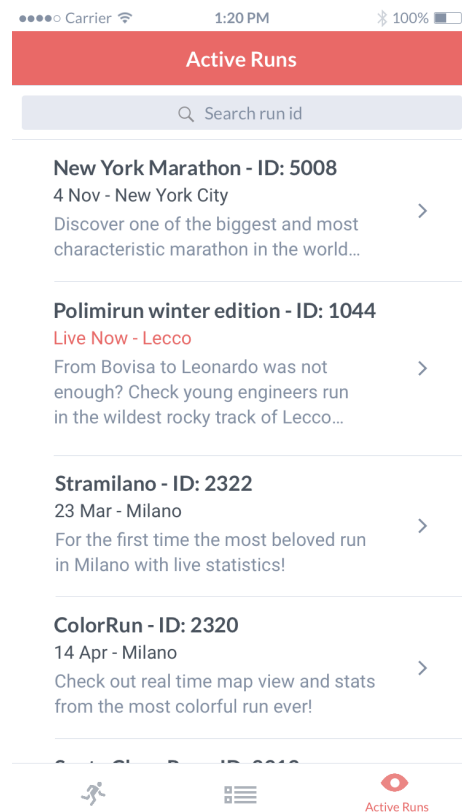 Carrier 1:20 PM 100%
Active Runs
Search run id
New York Marathon - ID: 5008
4 Nov - New York City
Discover one of the biggest and most
characteristic marathon in the world...
Polimirun winter edition - ID: 1044
Live Now - Lecco
From Bovisa to Leonardo was not
enough? Check young engineers run
in the wildest rocky track of Lecco...
Stramilano - ID: 2322
23 Mar - Milano
For the first time the most beloved run
in Milano with live statistics!
ColorRun - ID: 2320
14 Apr - Milano
Check out real time map view and stats
from the most colorful run ever!
Active Runs